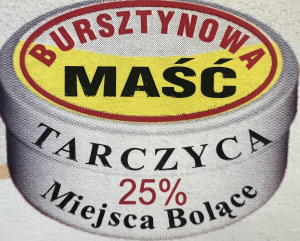 BURSZTYNOWA
MAŚĆ
TARCZYCA
25%
Miejsca Bolące